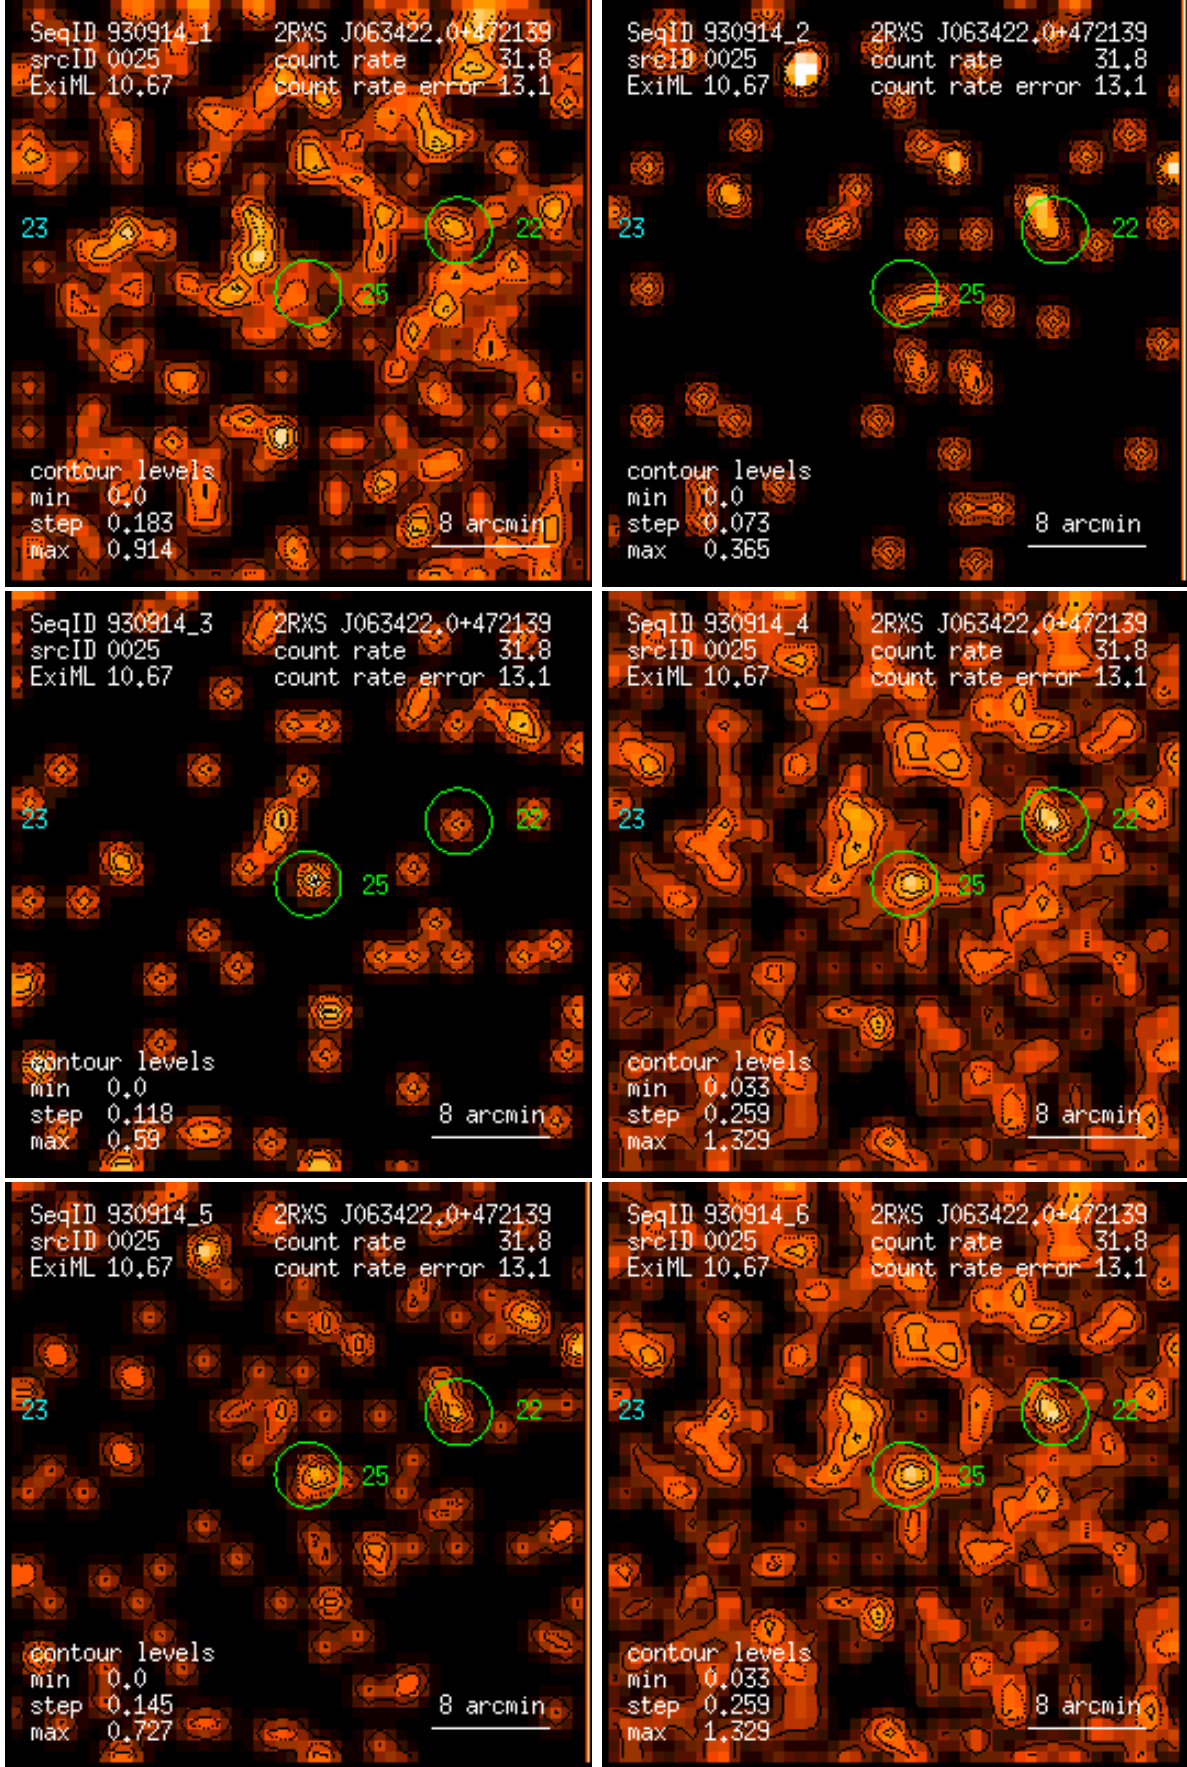 SeqID 930914_1 2RXS J063422.0+472139
srcID 0025 count rate 31.8
ExiML 10.67 count rate error 13.1
23 22
25
contour levels
min 0.0
step 0.183 8 arcmin
max 0.914
SeqID 930914_2 2RXS J063422.0+472139
srcID 0025 count rate 31.8
ExiML 10.67 count rate error 13.1
23 22
25
contour levels
min 0.0
step 0.073 8 arcmin
max 0.365
SeqID 930914_3 2RXS J063422.0+472139
srcID 0025 count rate 31.8
ExiML 10.67 count rate error 13.1
23 22
25
contour levels
min 0.0
step 0.118 8 arcmin
max 0.59
SeqID 930914_4 2RXS J063422.0+472139
srcID 0025 count rate 31.8
ExiML 10.67 count rate error 13.1
23 22
25
contour levels
min 0.033
step 0.259 8 arcmin
max 1.329
SeqID 930914_5 2RXS J063422.0+472139
srcID 0025 count rate 31.8
ExiML 10.67 count rate error 13.1
23 22
25
contour levels
min 0.0
step 0.145 8 arcmin
max 0.727
SeqID 930914_6 2RXS J063422.0+472139
srcID 0025 count rate 31.8
ExiML 10.67 count rate error 13.1
23 22
25
contour levels
min 0.033
step 0.259 8 arcmin
max 1.329